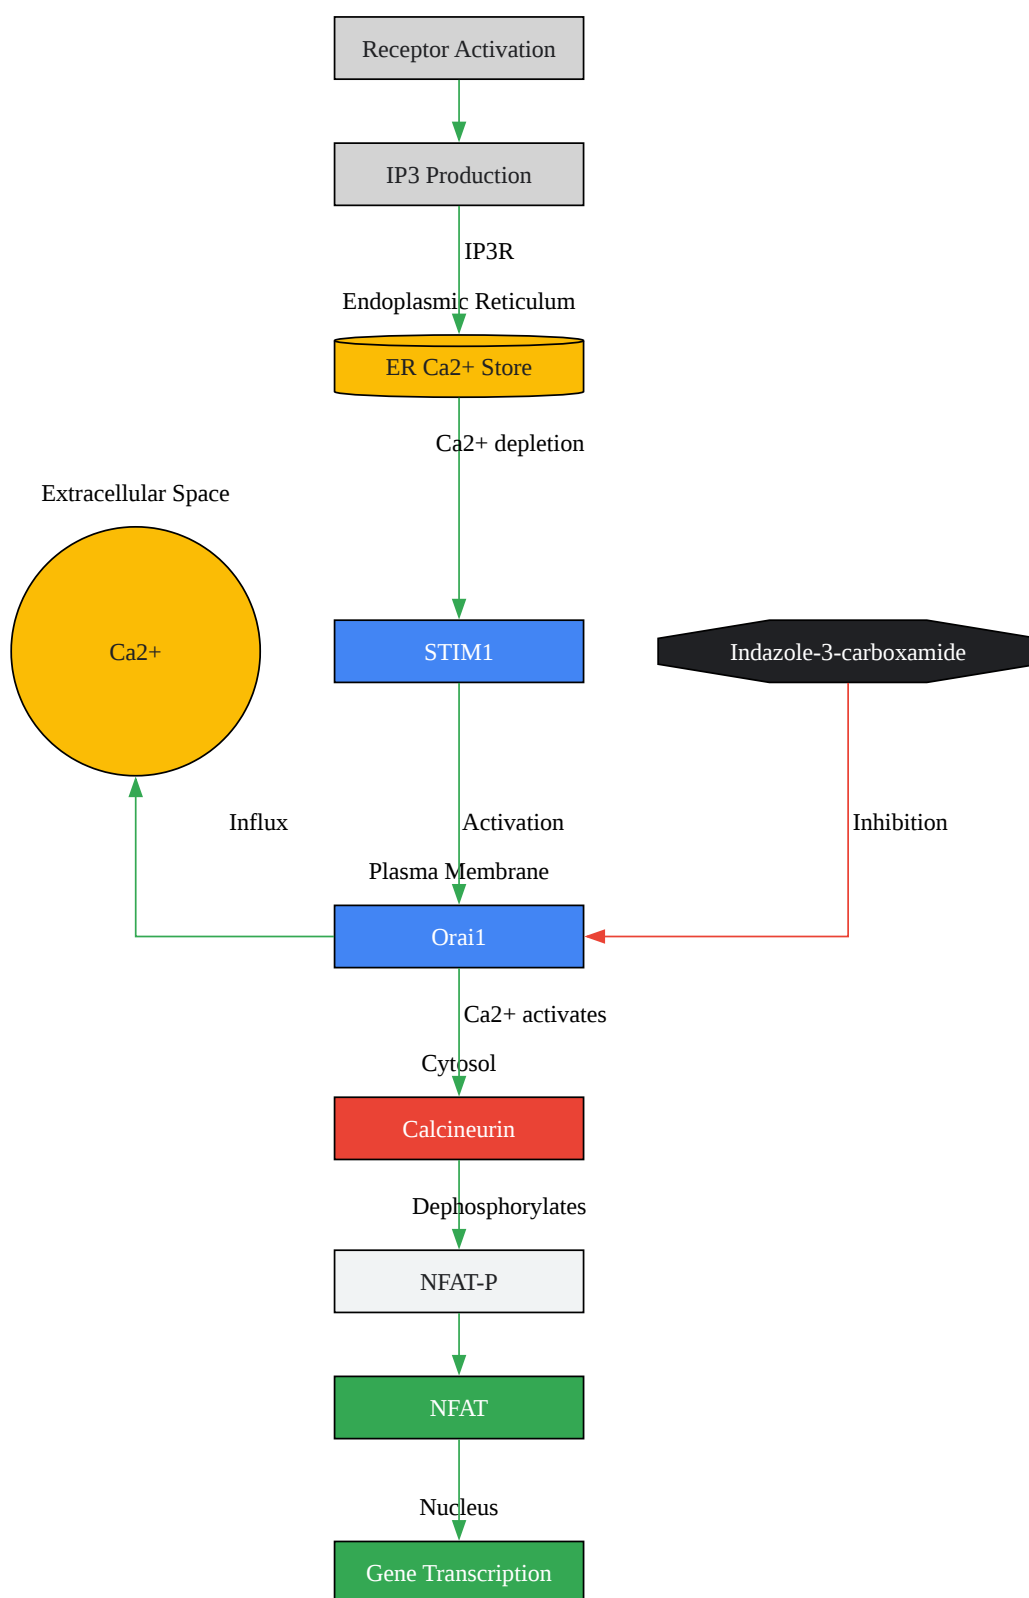 Receptor Activation
IP3 Production
IP3R
Endoplasmic Reticulum
ER Ca2+ Store
Ca2+ depletion
Extracellular Space
Ca2+
STIM1
Indazole-3-carboxamide
Influx
Activation
Inhibition
Plasma Membrane
Orai1
Ca2+ activates
Cytosol
Calcineurin
Dephosphorylates
NFAT-P
NFAT
Nucleus
Gene Transcription